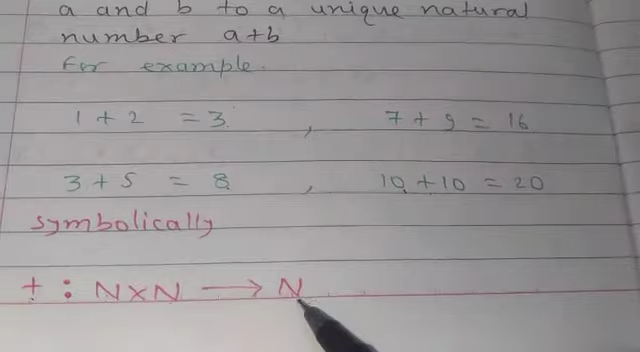 a and b to a unique natural
number a+b
For example.
1 + 2 = 3 , 7 + 9 = 16
3 + 5 = 8 , 10 + 10 = 20
symbolically
+ : N×N ⟶ N